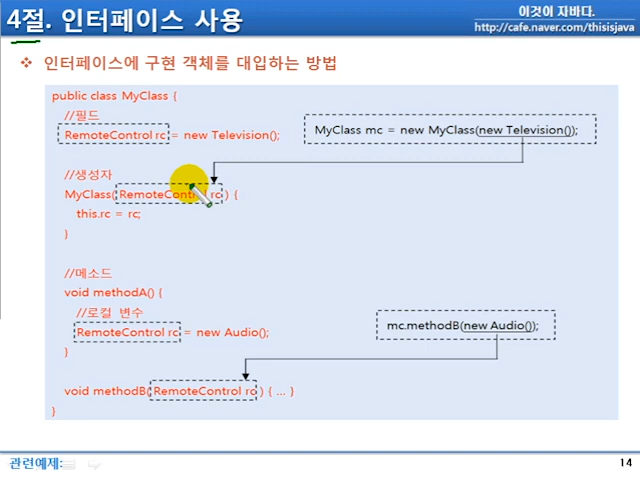 4절. 인터페이스 사용
이것이 자바다.
http://cafe.naver.com/thisisjava
인터페이스에 구현 객체를 대입하는 방법
public class MyClass {
//필드
RemoteControl rc = new Television();
MyClass mc = new MyClass(new Television());
//생성자
MyClass( RemoteControl rc ) {
this.rc = rc;
}
//메소드
void methodA() {
//로컬 변수
RemoteControl rc = new Audio();
mc.methodB(new Audio());
}
void methodB( RemoteControl rc ) { ... }
}
관련예제:
14